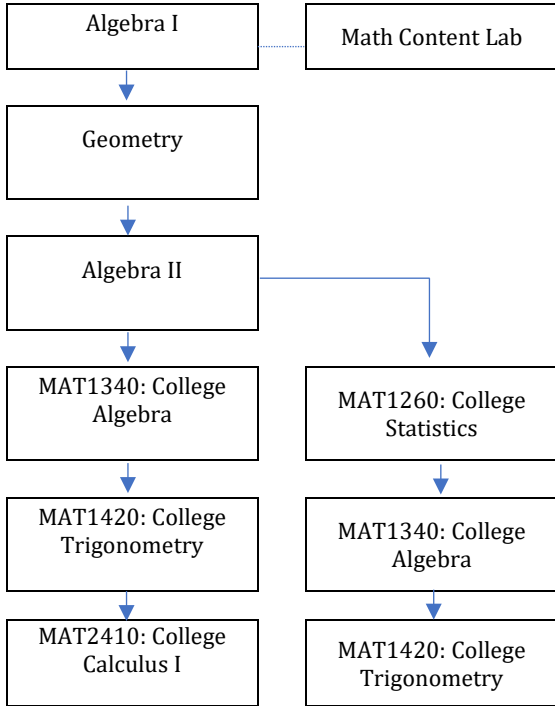 Algebra I
Math Content Lab
Geometry
Algebra II
MAT1340: College
Algebra
MAT1260: College
Statistics
MAT1420: College
Trigonometry
MAT1340: College
Algebra
MAT2410: College
Calculus I
MAT1420: College
Trigonometry